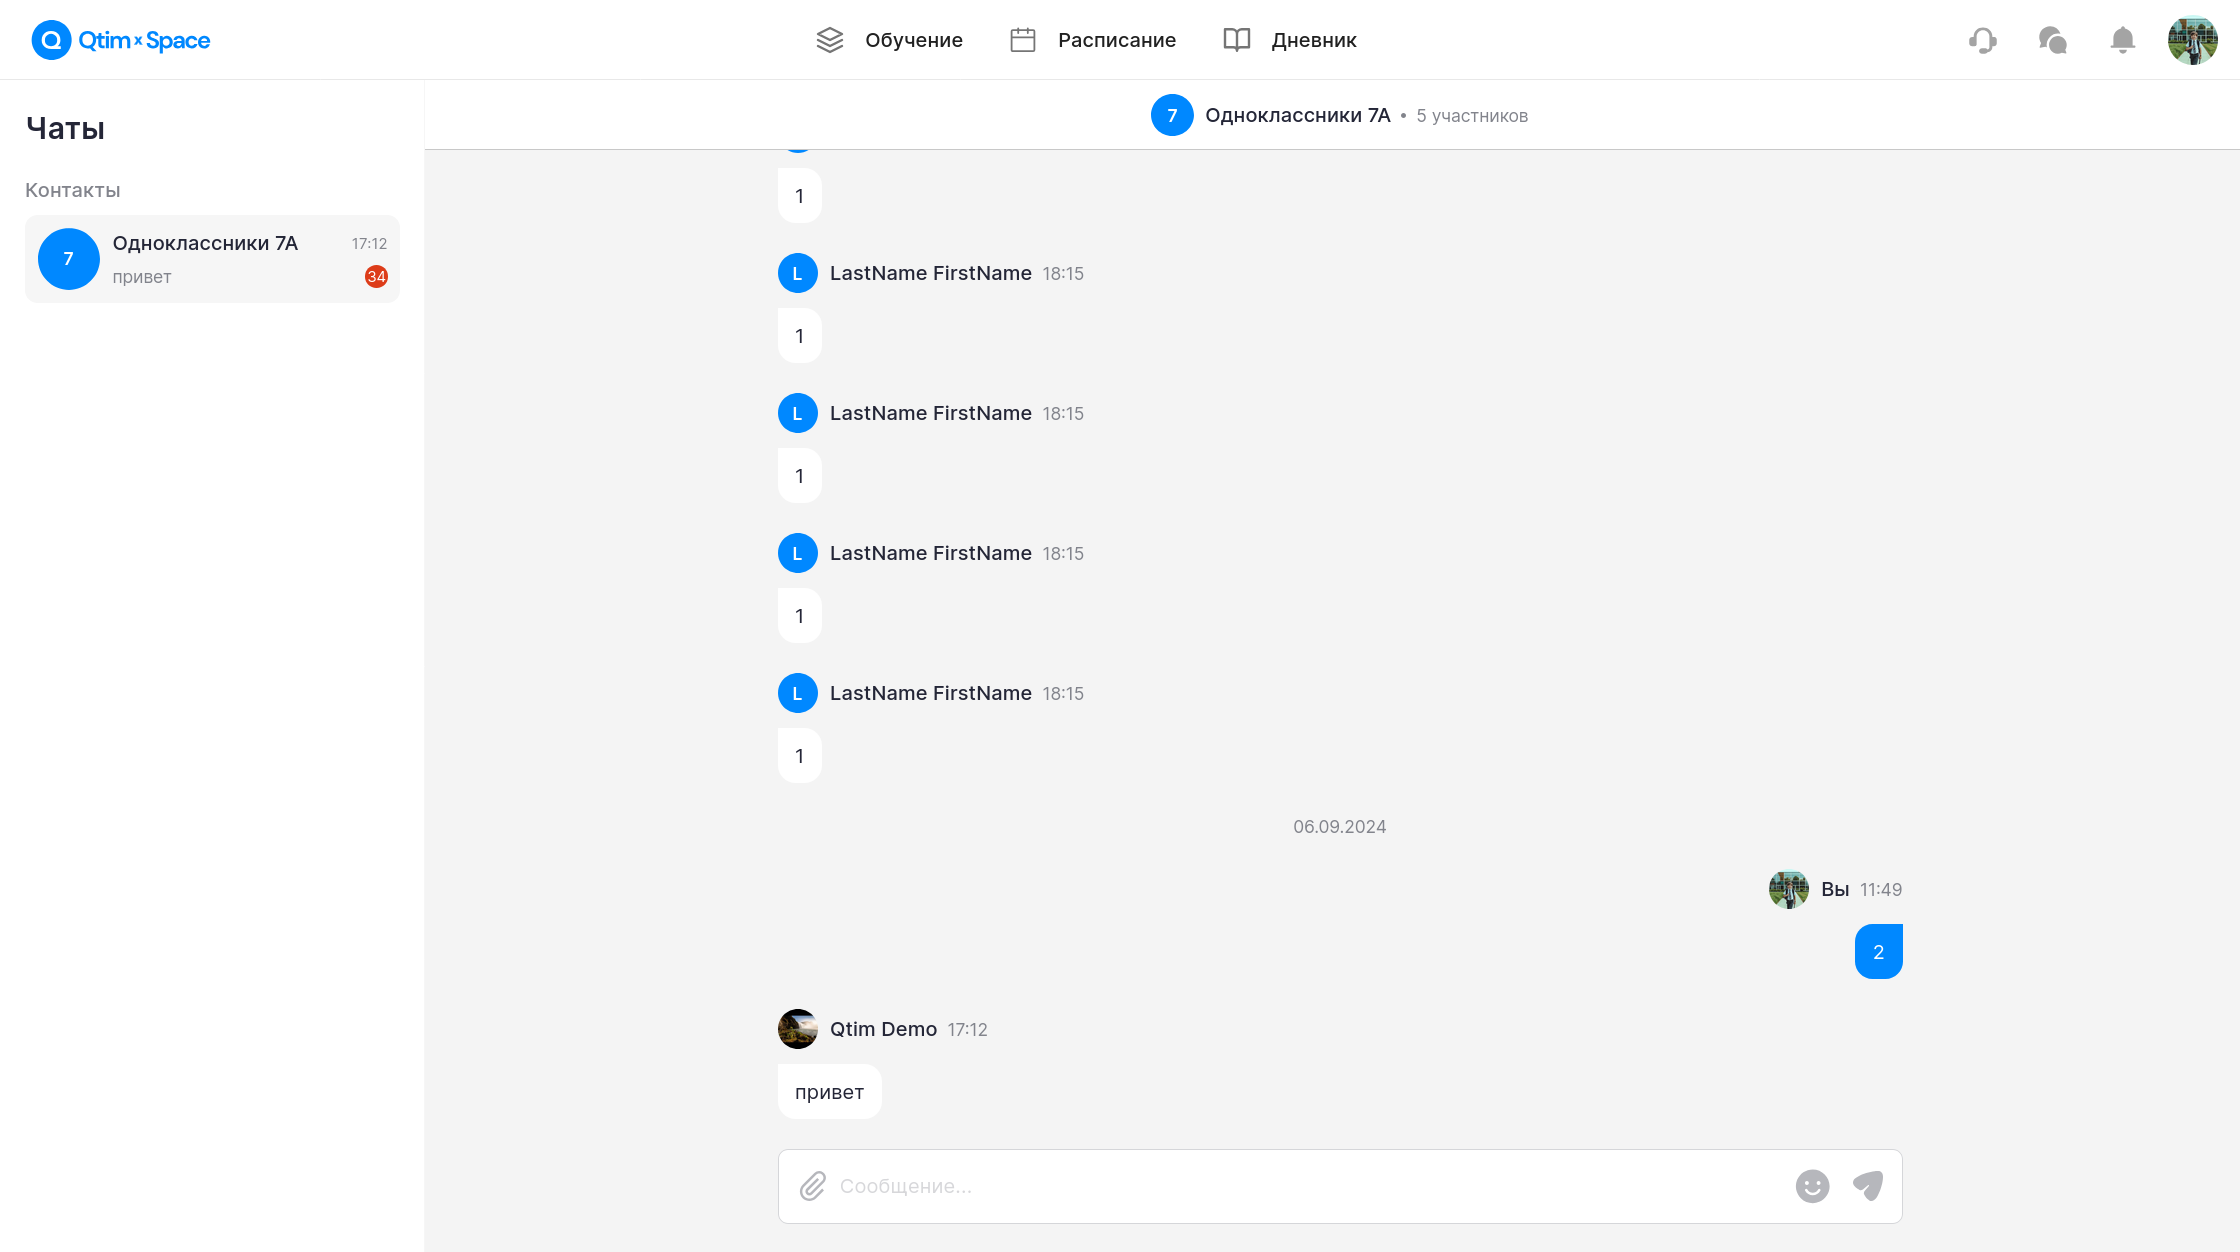 Qtim x Space
Обучение
Расписание
Дневник
Чаты
Контакты
7
Одноклассники 7А
17:12
привет
34
7 Одноклассники 7А • 5 участников
1
L LastName FirstName 18:15
1
L LastName FirstName 18:15
1
L LastName FirstName 18:15
1
L LastName FirstName 18:15
1
06.09.2024
Вы 11:49
2
Qtim Demo 17:12
привет
Сообщение...